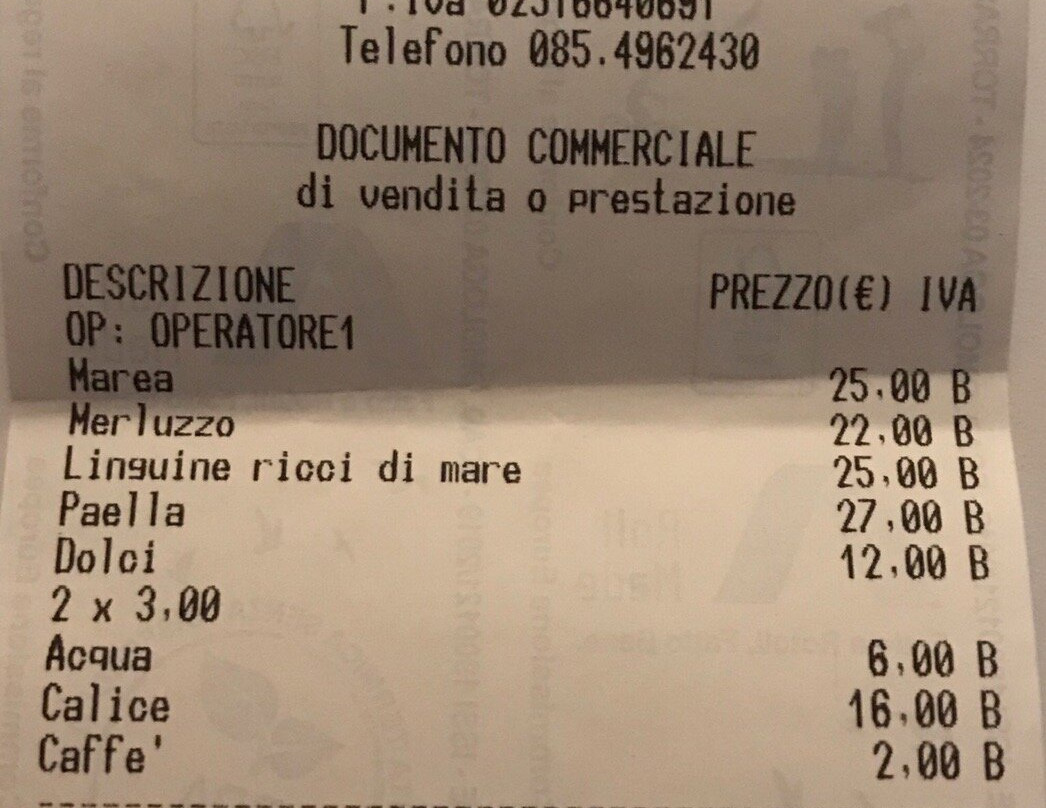 Telefono 085.4962430
DOCUMENTO COMMERCIALE
di vendita o prestazione
DESCRIZIONE PREZZO(€) IVA
OP: OPERATORE1
Marea 25,00 B
Merluzzo 22,00 B
Linguine ricci di mare 25,00 B
Paella 27,00 B
Dolci 12,00 B
2 x 3,00
Acqua 6,00 B
Calice 16,00 B
Caffe' 2,00 B